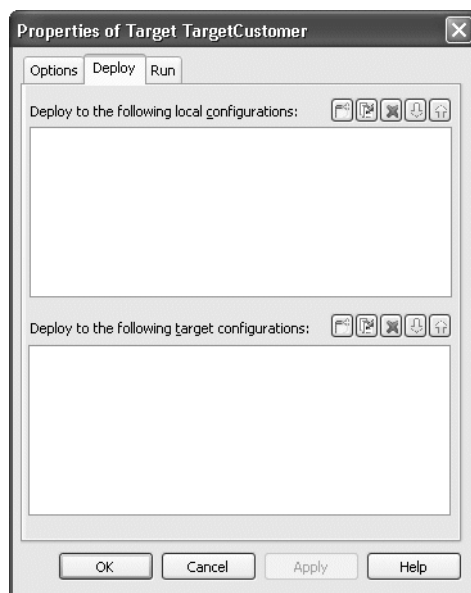 Properties of Target TargetCustomer
Options Deploy Run
Deploy to the following local configurations:
Deploy to the following target configurations:
OK Cancel Apply Help